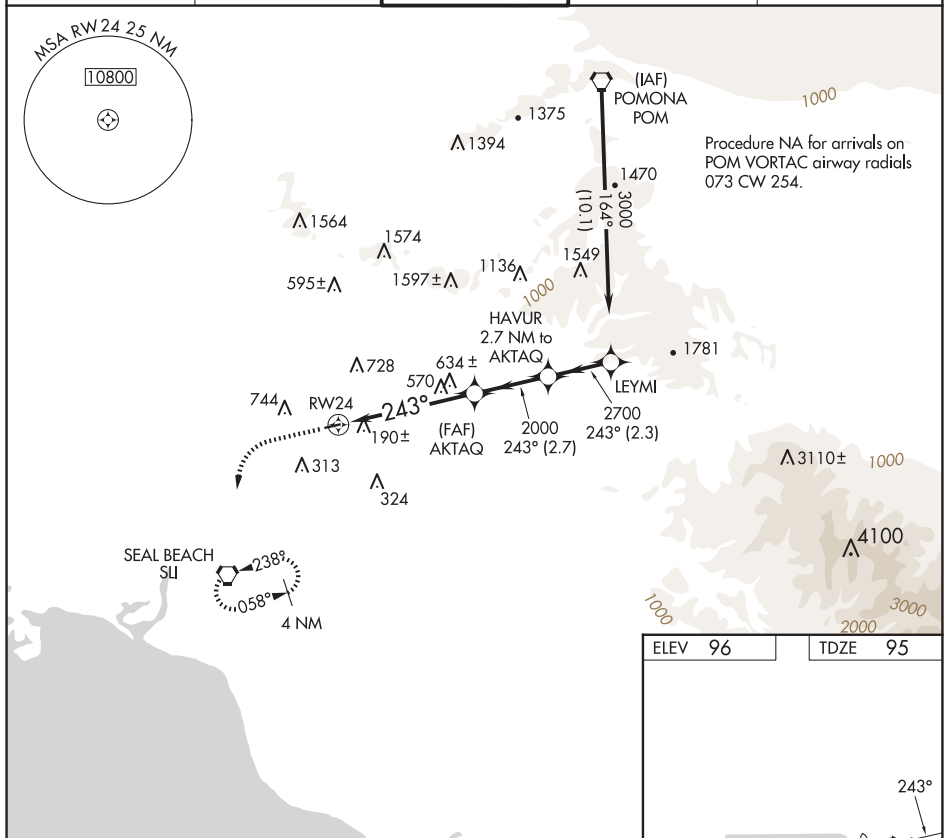 MSA RW24 25 NM
10800
(IAF)
POMONA
POM
1000
Procedure NA for arrivals on
POM VORTAC airway radials
073 CW 254.
1375
1394
1470
3000
164°
(10.1)
1564
1574
595±
1597±
1136
1549
1000
HAVUR
2.7 NM to
AKTAQ
1781
728
634±
570
LEYMI
744
RW24
243°
190±
(FAF)
AKTAQ
2000
243° (2.7)
2700
243° (2.3)
313
324
3110±
1000
4100
SEAL BEACH
SLI
238°
058°
4 NM
1000
3000
2000
ELEV 96
TDZE 95
243°